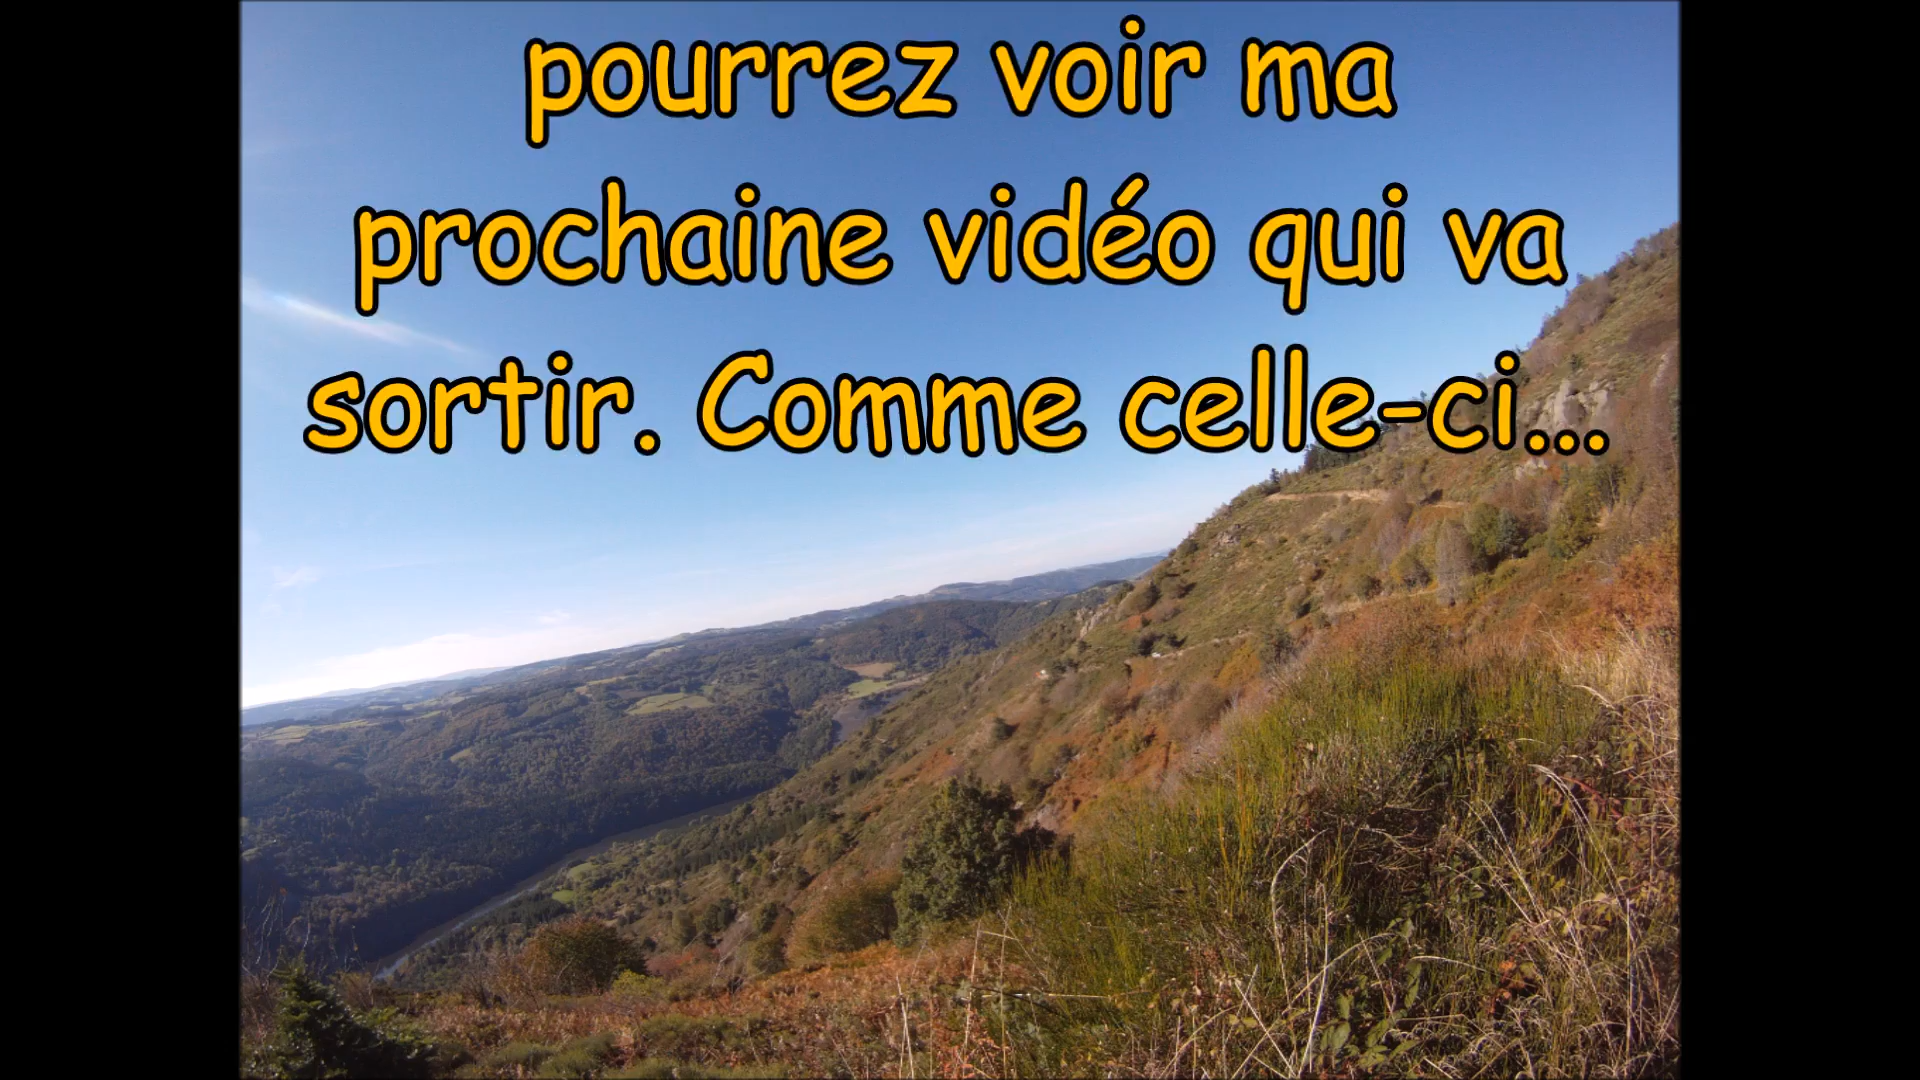 pourrez voir ma
prochaine vidéo qui va
sortir. Comme celle-ci...